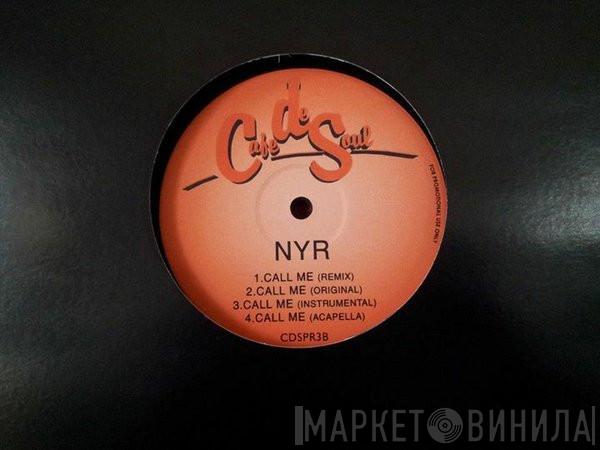 Cafe de Soul
FOR PROMOTIONAL USE ONLY
NYR
1.CALL ME (REMIX)
2.CALL ME (ORIGINAL)
3.CALL ME (INSTRUMENTAL)
4.CALL ME (ACAPELLA)
CDSPR3B
МАРКЕТ ВИНИЛА